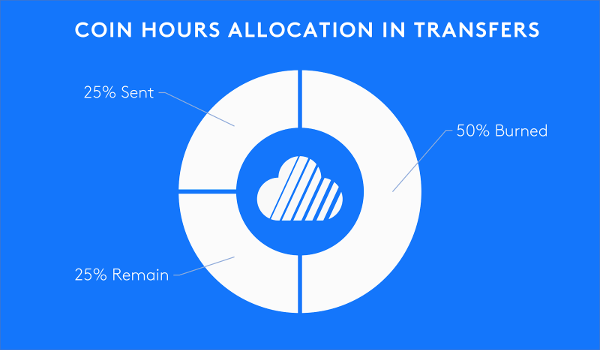 COIN HOURS ALLOCATION IN TRANSFERS
25% Sent
50% Burned
25% Remain